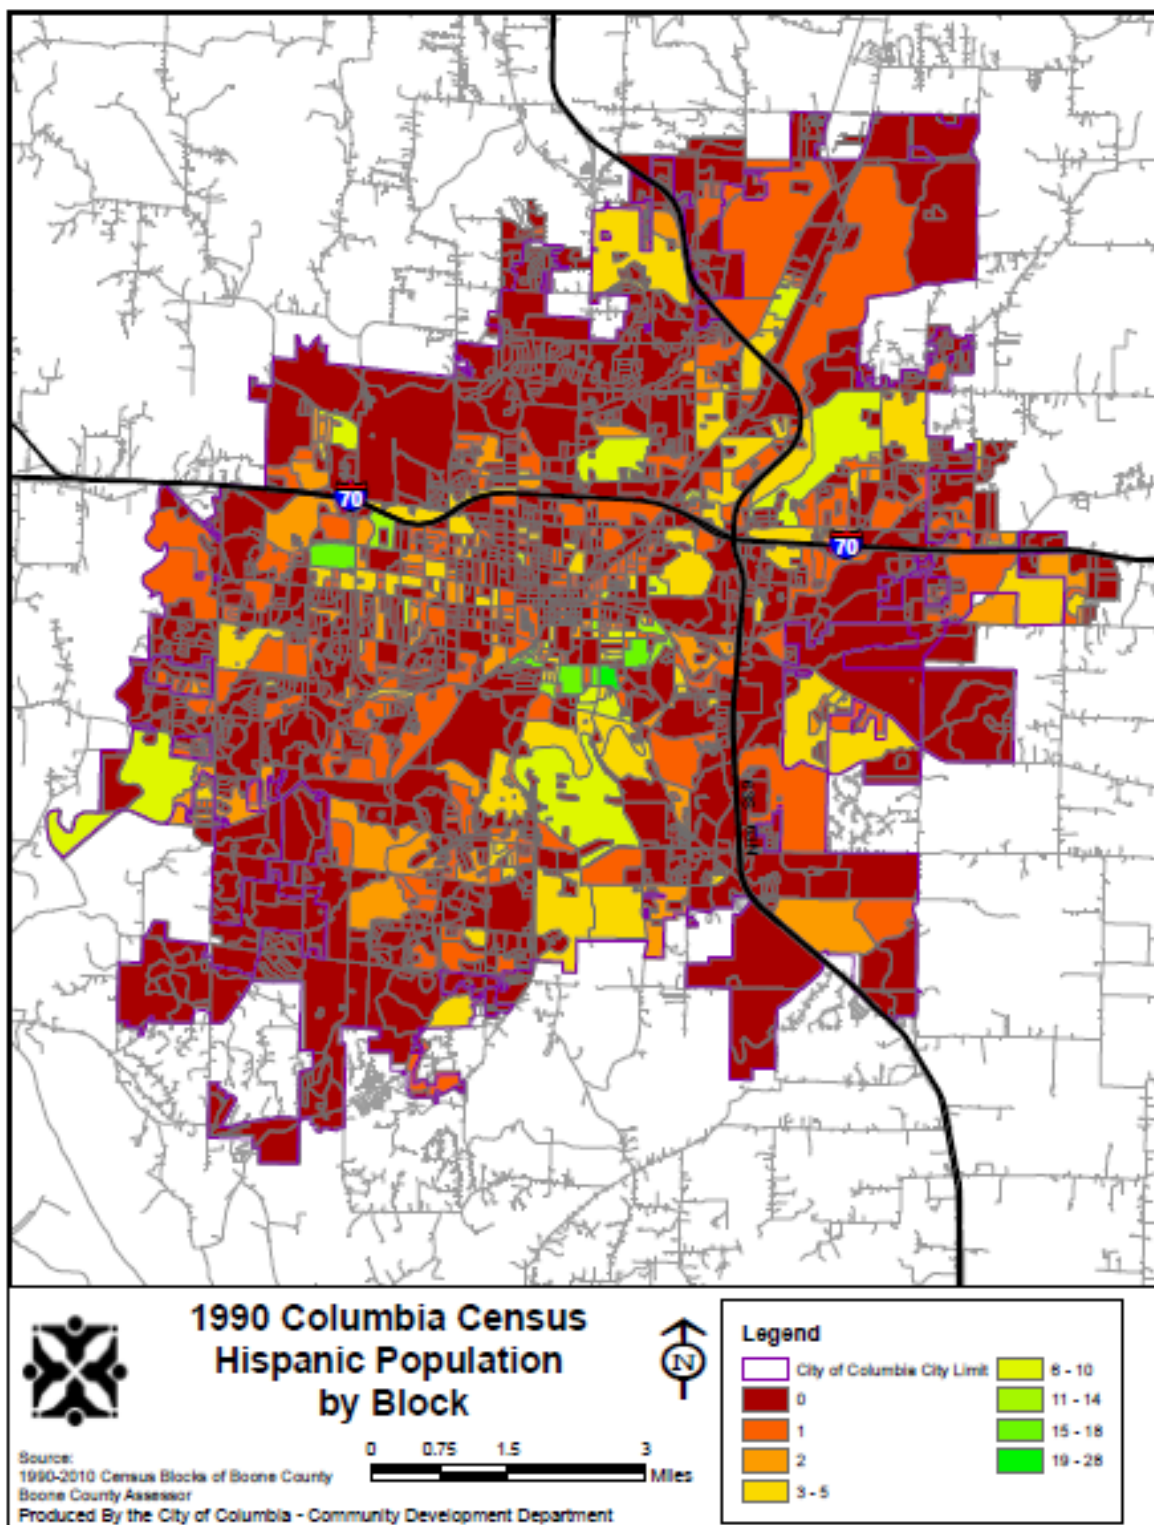 70
70
1990 Columbia Census
Hispanic Population
by Block
N
0 0.75 1.5 3
Miles
Source:
1990-2010 Census Blocks of Boone County
Boone County Assessor
Produced By the City of Columbia - Community Development Department
Legend
City of Columbia City Limit
0
1
2
3 - 5
6 - 10
11 - 14
15 - 18
19 - 28